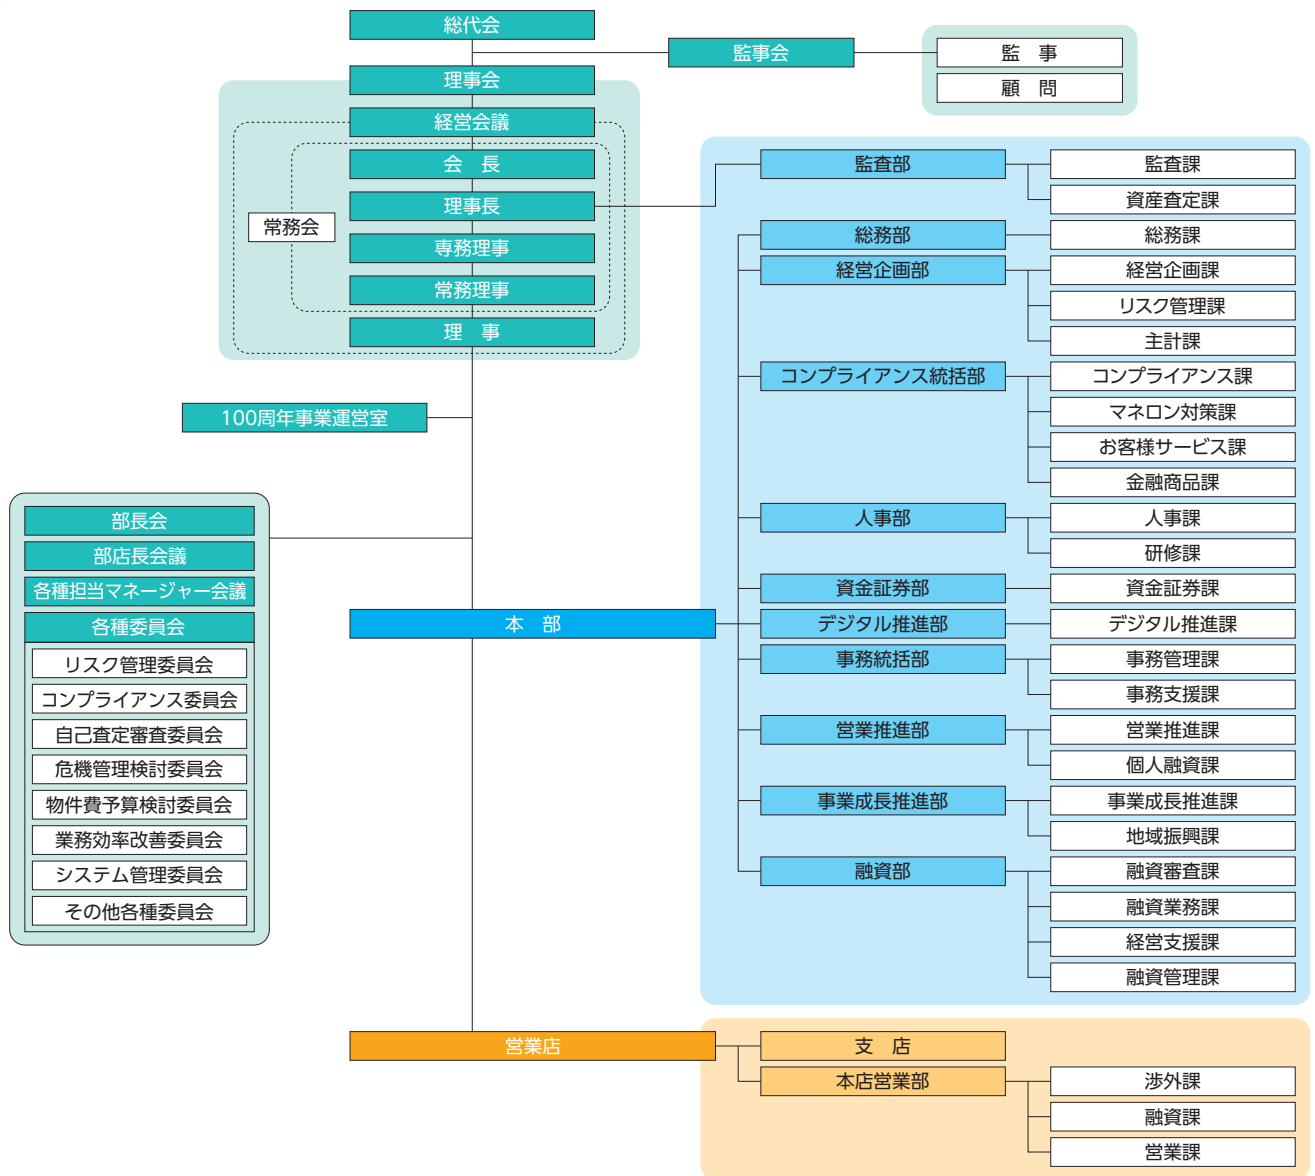 総代会
監事会
監　事
顧　問
理事会
経営会議
会　長
理事長
専務理事
常務理事
理　事
常務会
100周年事業運営室
部長会
部店長会議
各種担当マネージャー会議
各種委員会
リスク管理委員会
コンプライアンス委員会
自己査定審査委員会
危機管理検討委員会
物件費予算検討委員会
業務効率改善委員会
システム管理委員会
その他各種委員会
本　部
監査部
監査課
資産査定課
総務部
総務課
経営企画部
経営企画課
リスク管理課
主計課
コンプライアンス統括部
コンプライアンス課
マネロン対策課
お客様サービス課
金融商品課
人事部
人事課
研修課
資金証券部
資金証券課
デジタル推進部
デジタル推進課
事務統括部
事務管理課
事務支援課
営業推進部
営業推進課
個人融資課
事業成長推進部
事業成長推進課
地域振興課
融資部
融資審査課
融資業務課
経営支援課
融資管理課
営業店
支　店
本店営業部
渉外課
融資課
営業課